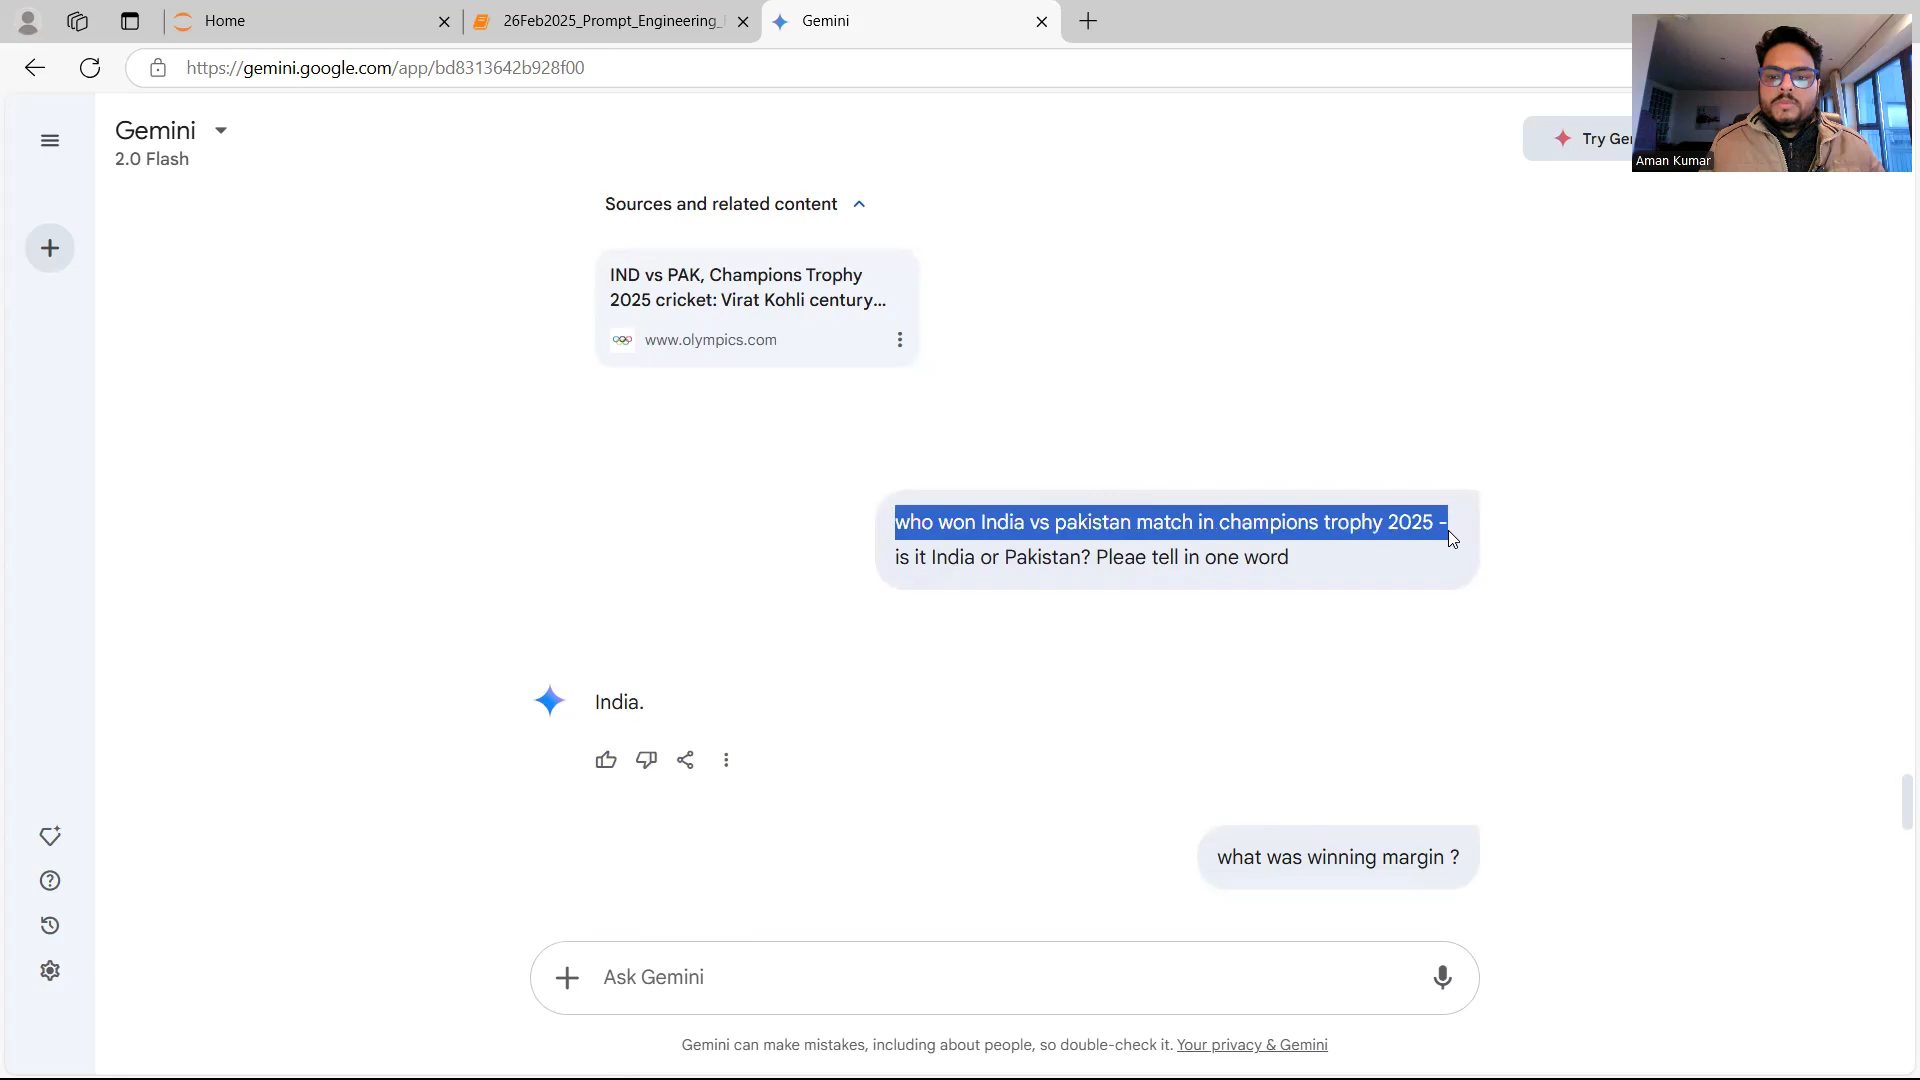 Home
26Feb2025_Prompt_Engineering_
Gemini
https://gemini.google.com/app/bd8313642b928f00
Gemini
2.0 Flash
Try Ger
Aman Kumar
Sources and related content
IND vs PAK, Champions Trophy
2025 cricket: Virat Kohli century...
www.olympics.com
who won India vs pakistan match in champions trophy 2025 -
is it India or Pakistan? Pleae tell in one word
India.
what was winning margin ?
Ask Gemini
Gemini can make mistakes, including about people, so double-check it. Your privacy & Gemini